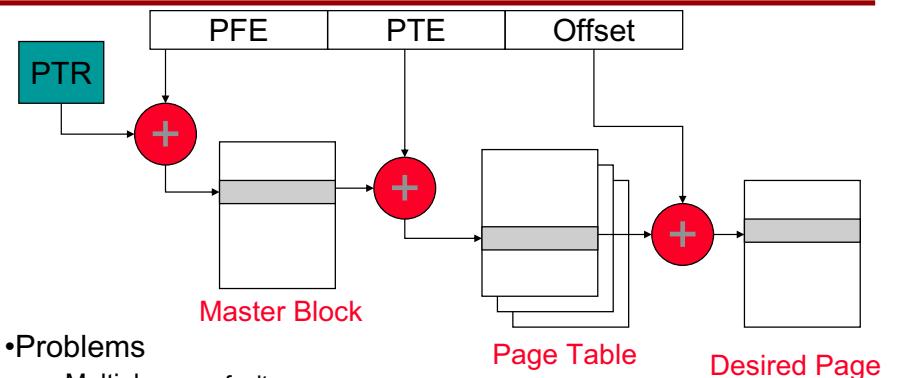 PFE PTE Offset
PTR
+
+
+
Master Block
Page Table
Desired Page
•Problems